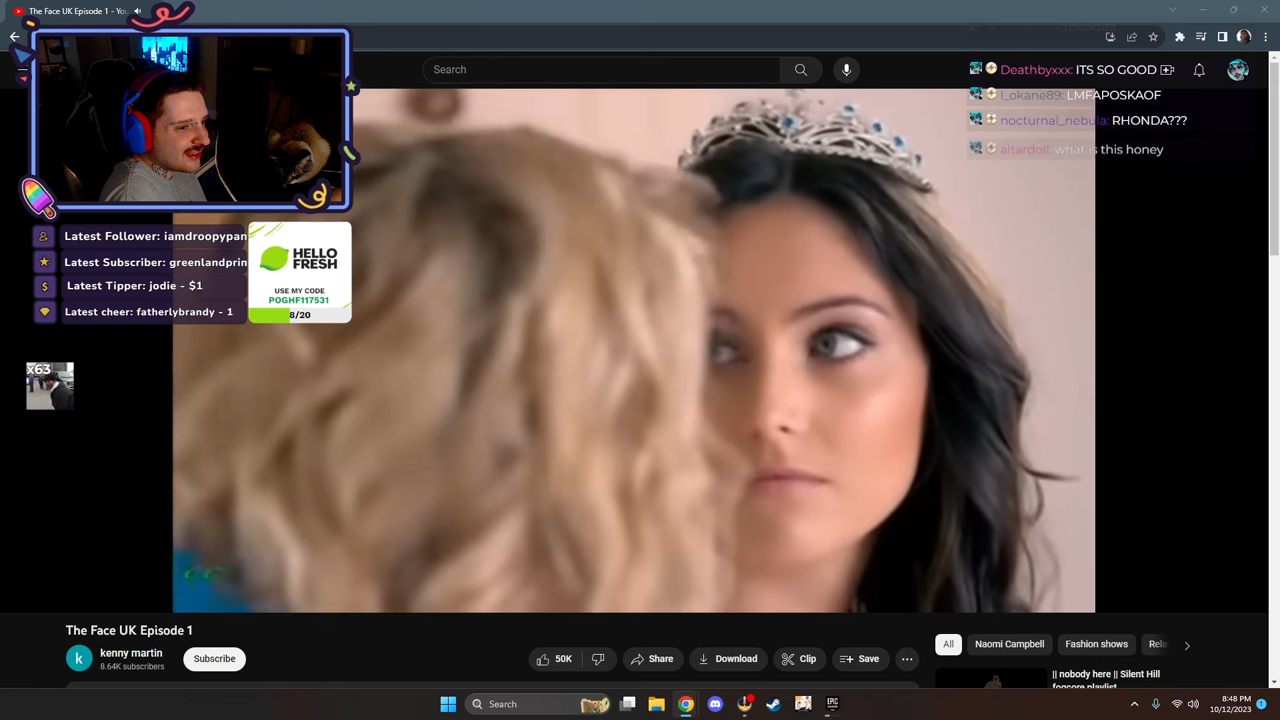 The Face UK Episode 1 - You
Search
Deathbyxxx: ITS SO GOOD
l_okane89: LMFAPOSKAOF
nocturnal_nebula: RHONDA???
altardoll: what is this honey
Latest Follower: iamdroopypan
Latest Subscriber: greenlandprin
Latest Tipper: jodie - $1
Latest cheer: fatherlybrandy - 1
HELLO
FRESH
USE MY CODE
POGHF117531
8/20
x63
The Face UK Episode 1
kenny martin
8.64K subscribers
Subscribe
50K
Share
Download
Clip
Save
All
Naomi Campbell
Fashion shows
Rela
|| nobody here || Silent Hill
fogcore playlist
Search
8:48 PM
10/12/2023